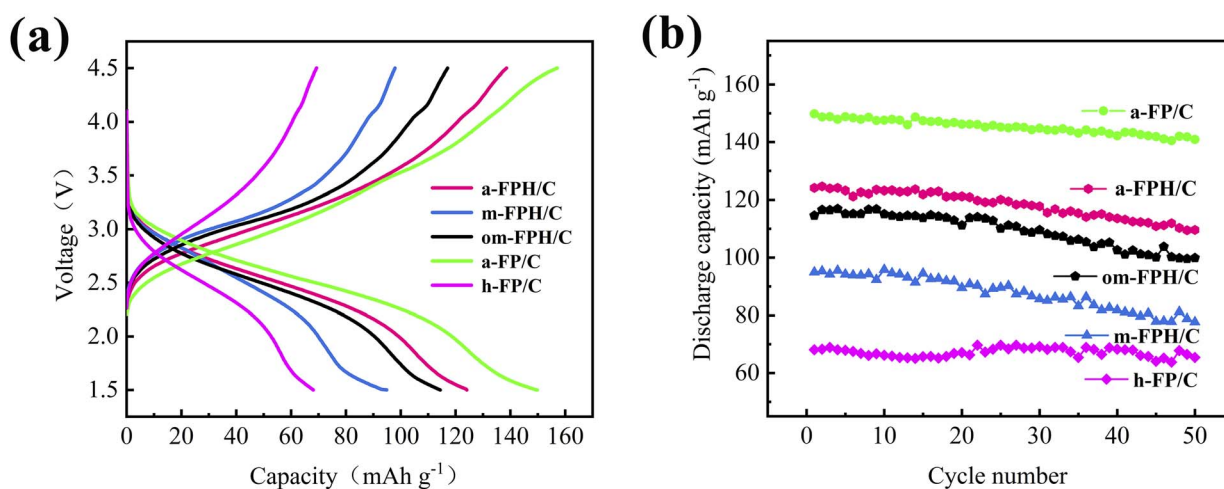 (a)
4.5
4.0
3.5
3.0
2.5
2.0
1.5
Voltage（V）
a-FPH/C
m-FPH/C
om-FPH/C
a-FP/C
h-FP/C
0 20 40 60 80 100 120 140 160
Capacity（mAh g⁻¹）
(b)
160
140
120
100
80
60
Discharge capacity (mAh g⁻¹)
a-FP/C
a-FPH/C
om-FPH/C
m-FPH/C
h-FP/C
0 10 20 30 40 50
Cycle number